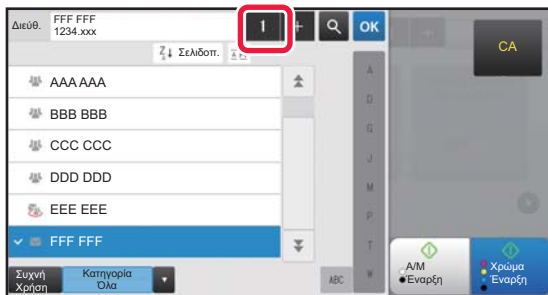 Διεύθ.
FFF FFF
1234.xxx
1
+
OK
CA
Z↓ Σελιδοπ.
AAA AAA
BBB BBB
CCC CCC
DDD DDD
EEE EEE
FFF FFF
A
D
G
J
M
P
T
W
Συχνή
Χρήση
Κατηγορία
Όλα
ABC
Α/Μ
Έναρξη
Χρώμα
Έναρξη